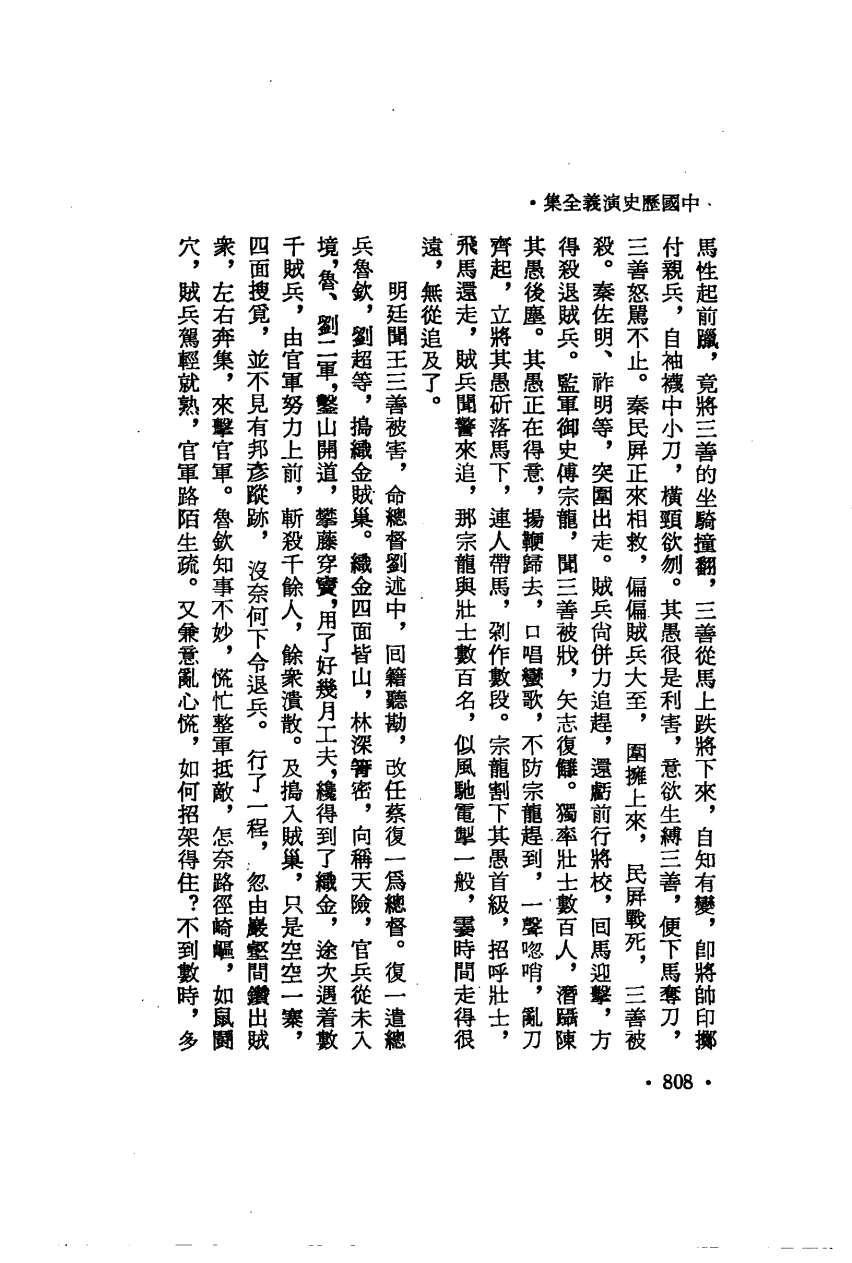 ·中國歷史演義全集·
馬性起前躐，竟將三善的坐騎撞翻，三善從馬上跌將下來，自知有變，卽將帥印擲
付親兵，自袖襪中小刀，橫頸欲刎。其愚很是利害，意欲生縛三善，便下馬奪刀，
三善怒駡不止。秦民屏正來相救，偏偏賊兵大至，圍擁上來，民屏戰死，三善被
殺。秦佐明、祚明等，突圍出走。賊兵尙併力追趕，還虧前行將校，回馬迎擊，方
得殺退賊兵。監軍御史傅宗龍，聞三善被戕，矢志復讎。獨率壯士數百人，潛躡陳
其愚後塵。其愚正在得意，揚鞭歸去，口唱蠻歌，不防宗龍趕到，一聲唿哨，亂刀
齊起，立將其愚斫落馬下，連人帶馬，剁作數段。宗龍割下其愚首級，招呼壯士，
飛馬還走，賊兵聞警來追，那宗龍與壯士數百名，似風馳電掣一般，霎時間走得很
遠，無從追及了。
明廷聞王三善被害，命總督劉述中，回籍聽勘，改任蔡復一爲總督。復一遣總
兵魯欽，劉超等，搗織金賊巢。織金四面皆山，林深箐密，向稱天險，官兵從未入
境，魯、劉二軍，鑿山開道，攀藤穿竇，用了好幾月工夫，纔得到了織金，途次遇着數
千賊兵，由官軍努力上前，斬殺千餘人，餘衆潰散。及搗入賊巢，只是空空一寨，
四面搜覓，並不見有邦彥蹤跡，沒奈何下令退兵。行了一程，忽由巖壑間鑽出賊
衆，左右奔集，來擊官軍。魯欽知事不妙，慌忙整軍抵敵，怎奈路徑崎嶇，如鼠鬭
穴，賊兵駕輕就熟，官軍路陌生疏。又兼意亂心慌，如何招架得住？不到數時，多
·808·